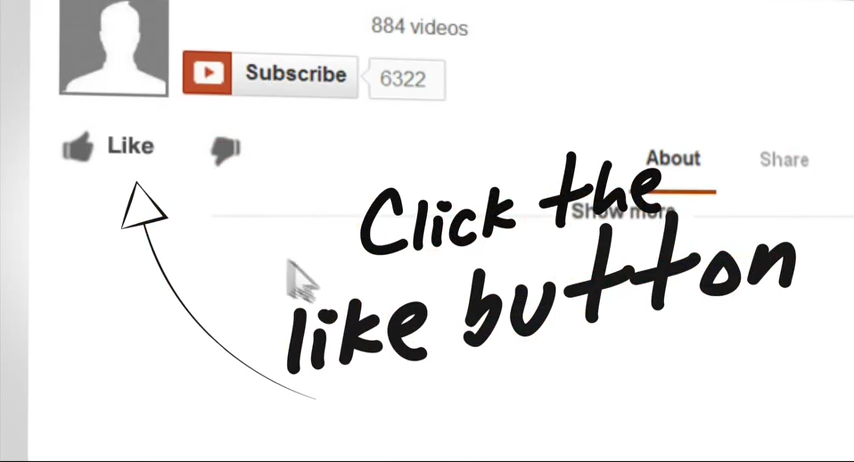 884 videos
Subscribe 6322
Like
About Share
Show more
Click the
like button